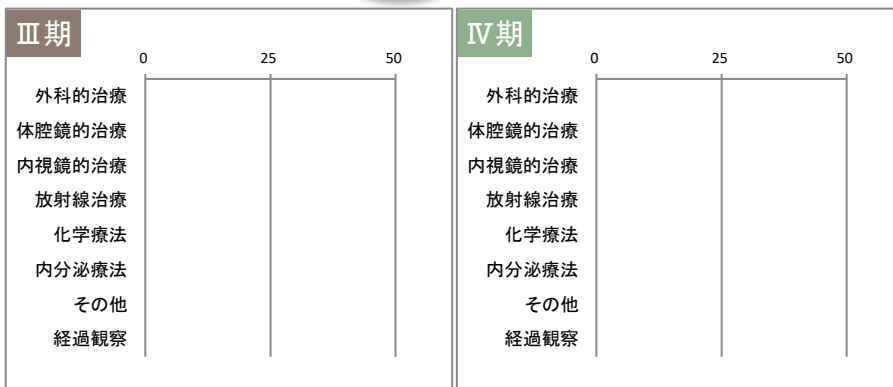 Ⅲ期
0 25 50
外科的治療
体腔鏡的治療
内視鏡的治療
放射線治療
化学療法
内分泌療法
その他
経過観察
Ⅳ期
0 25 50
外科的治療
体腔鏡的治療
内視鏡的治療
放射線治療
化学療法
内分泌療法
その他
経過観察